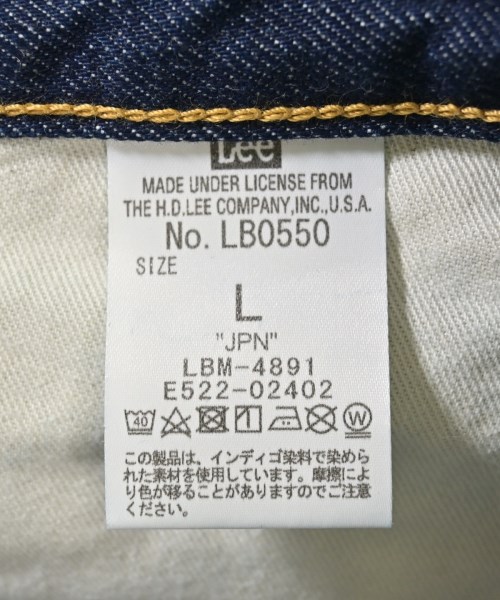 Lee
MADE UNDER LICENSE FROM
THE H.D.LEE COMPANY,INC.,U.S.A.
No. LB0550
SIZE
L
"JPN"
LBM-4891
E522-02402
40
W
この製品は、インディゴ染料で染めら
れた素材を使用しています。摩擦によ
り色が移ることがありますのでご注意
ください。